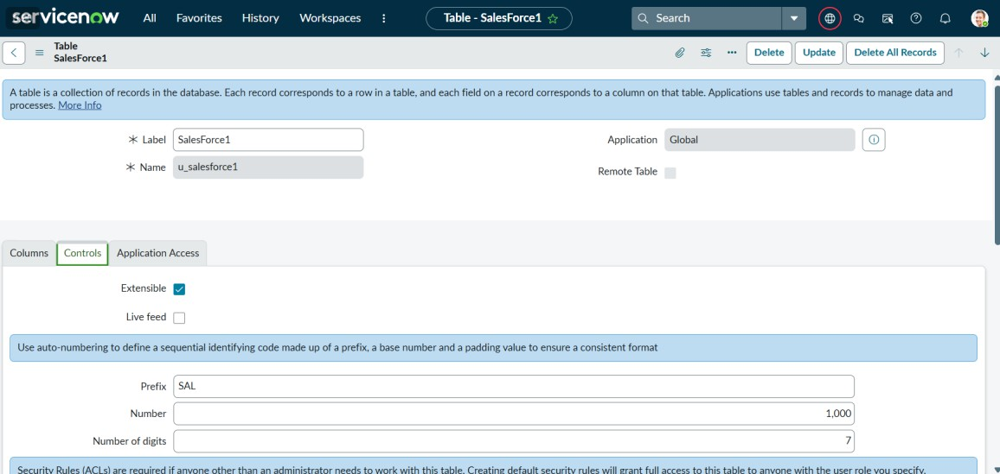 servicenow All Favorites History Workspaces Table - SalesForce1 Search
Table
SalesForce1
Delete Update Delete All Records
A table is a collection of records in the database. Each record corresponds to a row in a table, and each field on a record corresponds to a column on that table. Applications use tables and records to manage data and
processes. More Info
Label SalesForce1 Application Global
Name u_salesforce1
Remote Table
Columns Controls Application Access
Extensible
Live feed
Use auto-numbering to define a sequential identifying code made up of a prefix, a base number and a padding value to ensure a consistent format
Prefix SAL
Number 1,000
Number of digits 7
Security Rules (ACLs) are required if anyone other than an administrator needs to work with this table. Creating default security rules will grant full access to this table to anyone with the user role you specify.